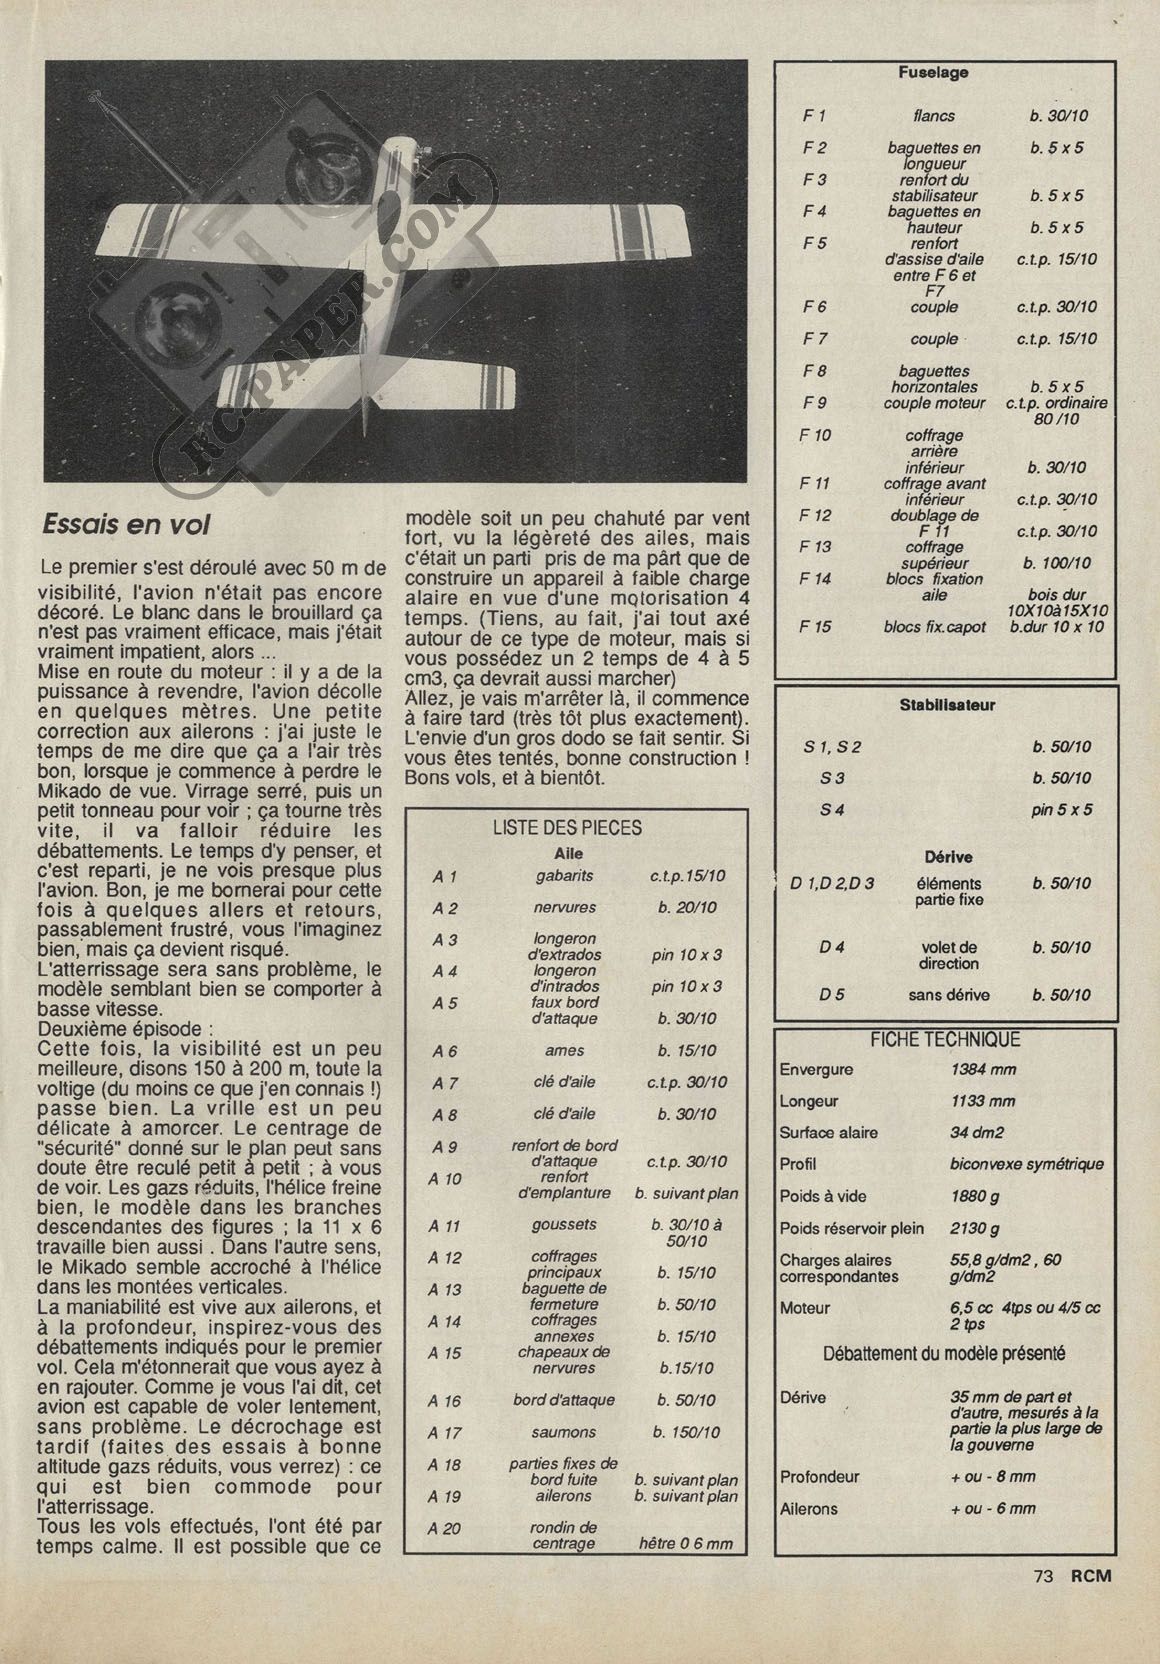 RC-PAPER.COM
Essais en vol
Le premier s'est déroulé avec 50 m de
visibilité, l'avion n'était pas encore
décoré. Le blanc dans le brouillard ça
n'est pas vraiment efficace, mais j'était
vraiment impatient, alors ...
Mise en route du moteur : il y a de la
puissance à revendre, l'avion décolle
en quelques mètres. Une petite
correction aux ailerons : j'ai juste le
temps de me dire que ça a l'air très
bon, lorsque je commence à perdre le
Mikado de vue. Virrage serré, puis un
petit tonneau pour voir ; ça tourne très
vite, il va falloir réduire les
débattements. Le temps d'y penser, et
c'est reparti, je ne vois presque plus
l'avion. Bon, je me bornerai pour cette
fois à quelques allers et retours,
passablement frustré, vous l'imaginez
bien, mais ça devient risqué.
L'atterrissage sera sans problème, le
modèle semblant bien se comporter à
basse vitesse.
Deuxième épisode :
Cette fois, la visibilité est un peu
meilleure, disons 150 à 200 m, toute la
voltige (du moins ce que j'en connais !)
passe bien. La vrille est un peu
délicate à amorcer. Le centrage de
"sécurité" donné sur le plan peut sans
doute être reculé petit à petit ; à vous
de voir. Les gazs réduits, l'hélice freine
bien, le modèle dans les branches
descendantes des figures ; la 11 x 6
travaille bien aussi . Dans l'autre sens,
le Mikado semble accroché à l'hélice
dans les montées verticales.
La maniabilité est vive aux ailerons, et
à la profondeur, inspirez-vous des
débattements indiqués pour le premier
vol. Cela m'étonnerait que vous ayez à
en rajouter. Comme je vous l'ai dit, cet
avion est capable de voler lentement,
sans problème. Le décrochage est
tardif (faites des essais à bonne
altitude gazs réduits, vous verrez) : ce
qui est bien commode pour
l'atterrissage.
Tous les vols effectués, l'ont été par
temps calme. Il est possible que ce
modèle soit un peu chahuté par vent
fort, vu la légèreté des ailes, mais
c'était un parti pris de ma pârt que de
construire un appareil à faible charge
alaire en vue d'une motorisation 4
temps. (Tiens, au fait, j'ai tout axé
autour de ce type de moteur, mais si
vous possédez un 2 temps de 4 à 5
cm3, ça devrait aussi marcher)
Allez, je vais m'arrêter là, il commence
à faire tard (très tôt plus exactement).
L'envie d'un gros dodo se fait sentir. Si
vous êtes tentés, bonne construction !
Bons vols, et à bientôt.
LISTE DES PIECES
Aile
A 1 gabarits c.t.p.15/10
A 2 nervures b. 20/10
A 3 longeron
d'extrados pin 10 x 3
A 4 longeron
d'intrados pin 10 x 3
A 5 faux bord
d'attaque b. 30/10
A 6 ames b. 15/10
A 7 clé d'aile c.t.p. 30/10
A 8 clé d'aile b. 30/10
A 9 renfort de bord
d'attaque c.t.p. 30/10
A 10 renfort
d'emplanture b. suivant plan
A 11 goussets b. 30/10 à
50/10
A 12 coffrages
principaux b. 15/10
A 13 baguette de
fermeture b. 50/10
A 14 coffrages
annexes b. 15/10
A 15 chapeaux de
nervures b.15/10
A 16 bord d'attaque b. 50/10
A 17 saumons b. 150/10
A 18 parties fixes de
bord fuite b. suivant plan
A 19 ailerons b. suivant plan
A 20 rondin de
centrage hêtre 0 6 mm
Fuselage
F 1 flancs b. 30/10
F 2 baguettes en b. 5 x 5
longueur
F 3 renfort du
stabilisateur b. 5 x 5
F 4 baguettes en
hauteur b. 5 x 5
F 5 renfort
d'assise d'aile c.t.p. 15/10
entre F 6 et
F7
F 6 couple c.t.p. 30/10
F 7 couple c.t.p. 15/10
F 8 baguettes
horizontales b. 5 x 5
F 9 couple moteur c.t.p. ordinaire
80 /10
F 10 coffrage
arrière
inférieur b. 30/10
F 11 coffrage avant
inférieur c.t.p. 30/10
F 12 doublage de
F 11 c.t.p. 30/10
F 13 coffrage
supérieur b. 100/10
F 14 blocs fixation
aile bois dur
10X10à15X10
F 15 blocs fix.capot b.dur 10 x 10
Stabilisateur
S 1, S 2 b. 50/10
S 3 b. 50/10
S 4 pin 5 x 5
Dérive
D 1,D 2,D 3 éléments b. 50/10
partie fixe
D 4 volet de b. 50/10
direction
D 5 sans dérive b. 50/10
FICHE TECHNIQUE
Envergure 1384 mm
Longeur 1133 mm
Surface alaire 34 dm2
Profil biconvexe symétrique
Poids à vide 1880 g
Poids réservoir plein 2130 g
Charges alaires 55,8 g/dm2 , 60
correspondantes g/dm2
Moteur 6,5 cc 4tps ou 4/5 cc
2 tps
Débattement du modèle présenté
Dérive 35 mm de part et
d'autre, mesurés à la
partie la plus large de
la gouverne
Profondeur + ou - 8 mm
Ailerons + ou - 6 mm
73 RCM